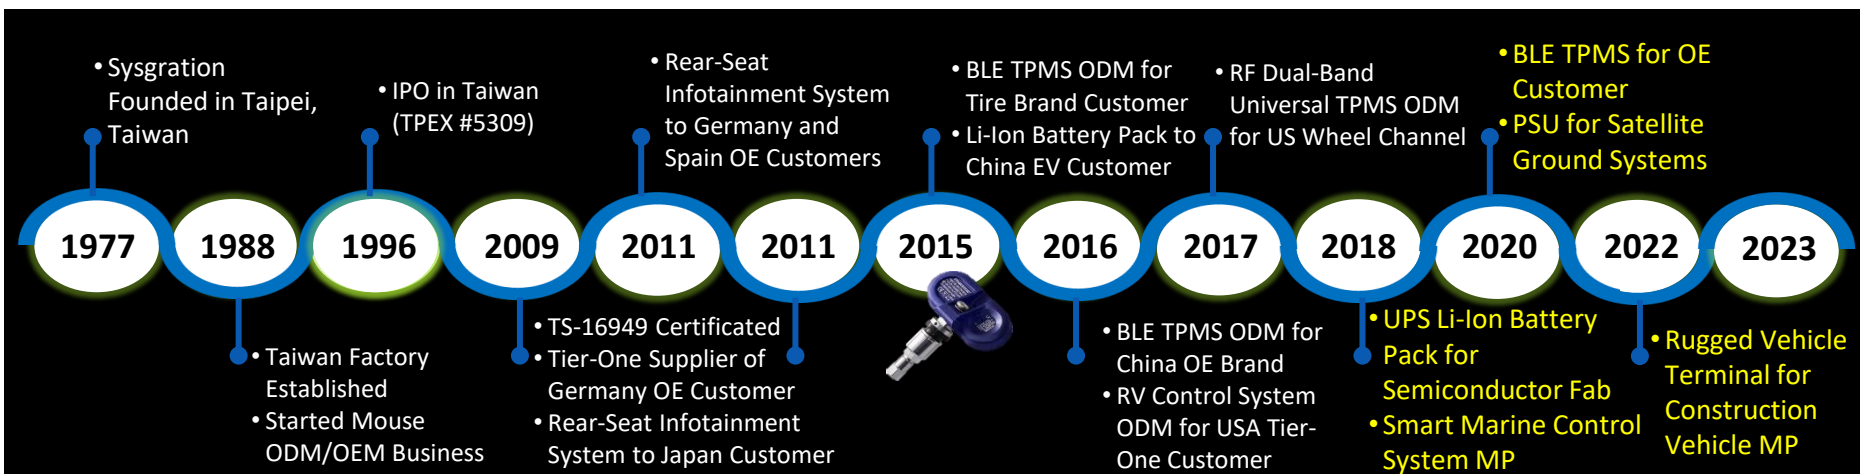 • Sysgration
Founded in Taipei,
Taiwan
• IPO in Taiwan
(TPEX #5309)
• Rear-Seat
Infotainment System
to Germany and
Spain OE Customers
• BLE TPMS ODM for
Tire Brand Customer
• Li-Ion Battery Pack to
China EV Customer
• RF Dual-Band
Universal TPMS ODM
for US Wheel Channel
• BLE TPMS for OE
Customer
• PSU for Satellite
Ground Systems
1977
1988
1996
2009
2011
2011
2015
2016
2017
2018
2020
2022
2023
• Taiwan Factory
Established
• Started Mouse
ODM/OEM Business
• TS-16949 Certificated
• Tier-One Supplier of
Germany OE Customer
• Rear-Seat Infotainment
System to Japan Customer
• BLE TPMS ODM for
China OE Brand
• RV Control System
ODM for USA Tier-
One Customer
• UPS Li-Ion Battery
Pack for
Semiconductor Fab
• Smart Marine Control
System MP
• Rugged Vehicle
Terminal for
Construction
Vehicle MP